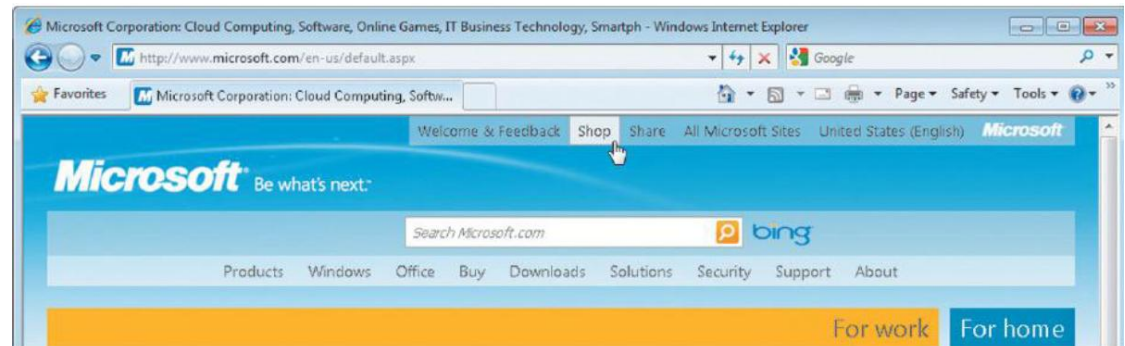 Microsoft Corporation: Cloud Computing, Software, Online Games, IT Business Technology, Smartph - Windows Internet Explorer
http://www.microsoft.com/en-us/default.aspx Google
Favorites Microsoft Corporation: Cloud Computing, Softw... Page Safety Tools
Welcome & Feedback Shop Share All Microsoft Sites United States (English) Microsoft
Microsoft Be what's next.™
Search Microsoft.com bing
Products Windows Office Buy Downloads Solutions Security Support About
For work For home